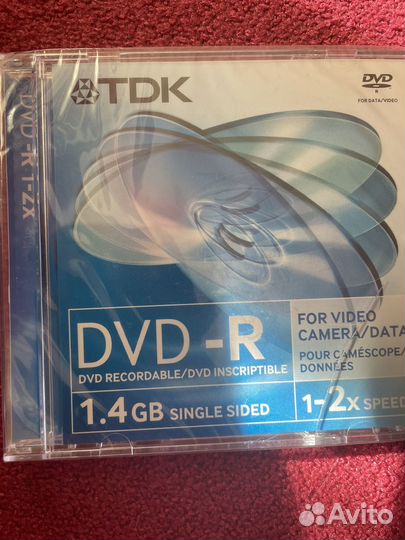 TDK
DVD
R
FOR DATA/VIDEO
DVD-R 1-2x
DVD -R
DVD RECORDABLE/DVD INSCRIPTIBLE
1.4 GB SINGLE SIDED
FOR VIDEO
CAMERA/DATA
POUR CAMÉSCOPE/
DONNÉES
1-2x SPEED
Avito